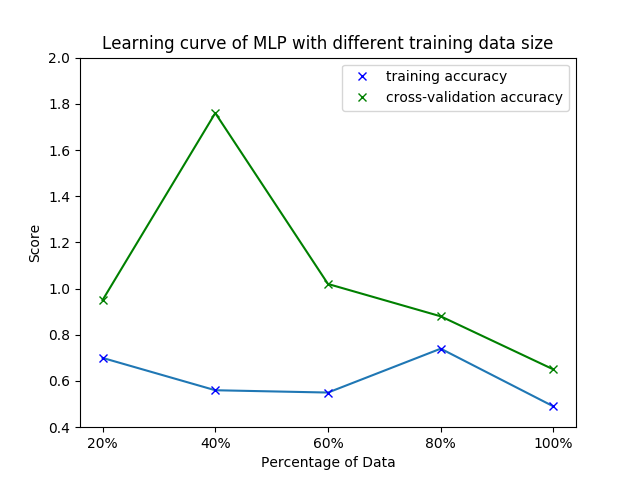 Learning curve of MLP with different training data size
training accuracy
cross-validation accuracy
2.0
1.8
1.6
1.4
1.2
1.0
0.8
0.6
0.4
Score
20% 40% 60% 80% 100%
Percentage of Data